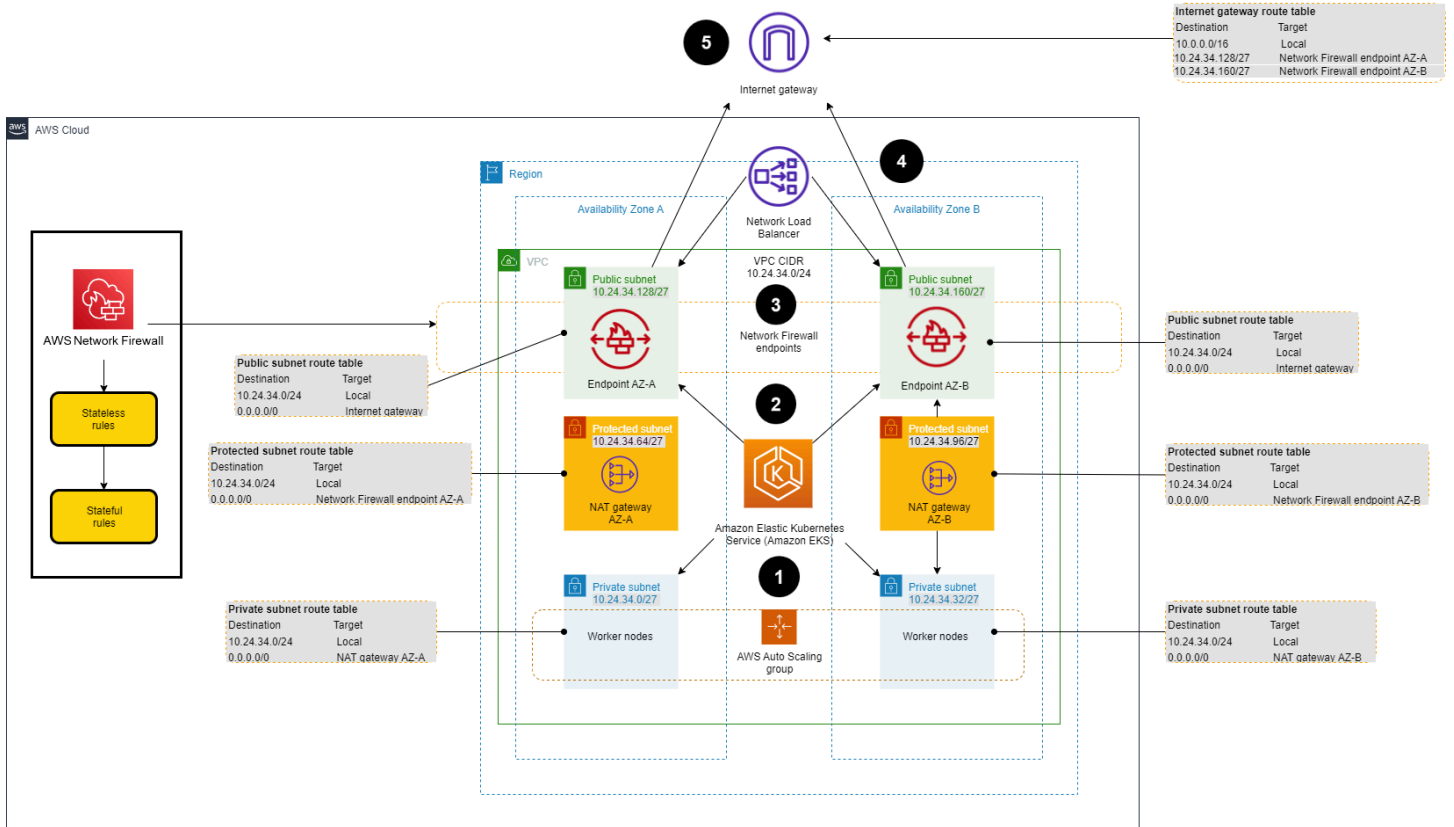 5
Internet gateway
Internet gateway route table
Destination Target
10.0.0.0/16 Local
10.24.34.128/27 Network Firewall endpoint AZ-A
10.24.34.160/27 Network Firewall endpoint AZ-B
aws
AWS Cloud
4
Region
Availability Zone A
Network Load
Balancer
Availability Zone B
VPC
VPC CIDR
10.24.34.0/24
Public subnet
10.24.34.128/27
Endpoint AZ-A
3
Network Firewall
endpoints
Public subnet
10.24.34.160/27
Endpoint AZ-B
AWS Network Firewall
Stateless
rules
Stateful
rules
Public subnet route table
Destination Target
10.24.34.0/24 Local
0.0.0.0/0 Internet gateway
Public subnet route table
Destination Target
10.24.34.0/24 Local
0.0.0.0/0 Internet gateway
2
Protected subnet route table
Destination Target
10.24.34.0/24 Local
0.0.0.0/0 Network Firewall endpoint AZ-A
Protected subnet
10.24.34.64/27
NAT gateway
AZ-A
K
Amazon Elastic Kubernetes
Service (Amazon EKS)
Protected subnet
10.24.34.96/27
NAT gateway
AZ-B
Protected subnet route table
Destination Target
10.24.34.0/24 Local
0.0.0.0/0 Network Firewall endpoint AZ-B
1
Private subnet route table
Destination Target
10.24.34.0/24 Local
0.0.0.0/0 NAT gateway AZ-A
Private subnet
10.24.34.0/27
Worker nodes
AWS Auto Scaling
group
Private subnet
10.24.34.32/27
Worker nodes
Private subnet route table
Destination Target
10.24.34.0/24 Local
0.0.0.0/0 NAT gateway AZ-B